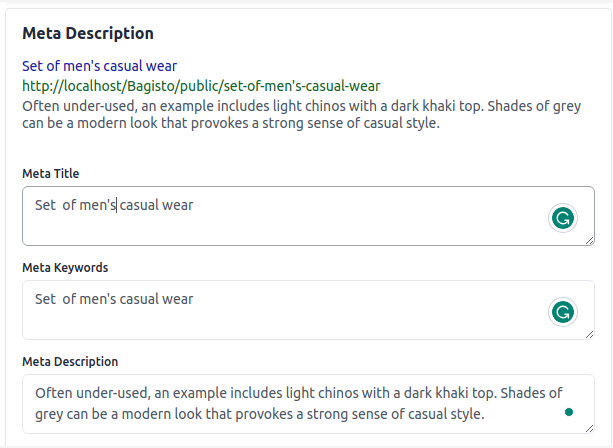 Meta Description
Set of men's casual wear
http://localhost/Bagisto/public/set-of-men's-casual-wear
Often under-used, an example includes light chinos with a dark khaki top. Shades of grey
can be a modern look that provokes a strong sense of casual style.
Meta Title
Set  of men's casual wear
Meta Keywords
Set  of men's casual wear
Meta Description
Often under-used, an example includes light chinos with a dark khaki top. Shades of
grey can be a modern look that provokes a strong sense of casual style.